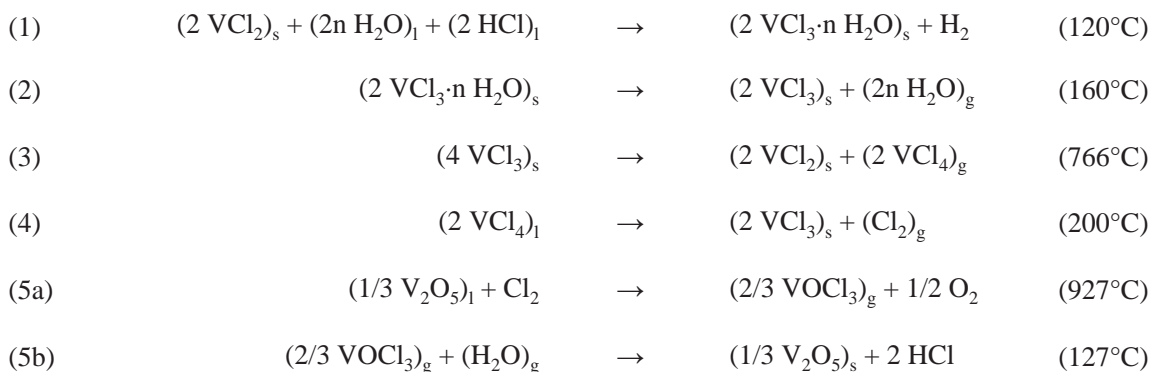 (1) (2 VCl₂)ₛ + (2n H₂O)ₗ + (2 HCl)ₗ → (2 VCl₃·n H₂O)ₛ + H₂ (120°C)
(2) (2 VCl₃·n H₂O)ₛ → (2 VCl₃)ₛ + (2n H₂O)g (160°C)
(3) (4 VCl₃)ₛ → (2 VCl₂)ₛ + (2 VCl₄)g (766°C)
(4) (2 VCl₄)ₗ → (2 VCl₃)ₛ + (Cl₂)g (200°C)
(5a) (1/3 V₂O₅)ₗ + Cl₂ → (2/3 VOCl₃)g + 1/2 O₂ (927°C)
(5b) (2/3 VOCl₃)g + (H₂O)g → (1/3 V₂O₅)ₛ + 2 HCl (127°C)